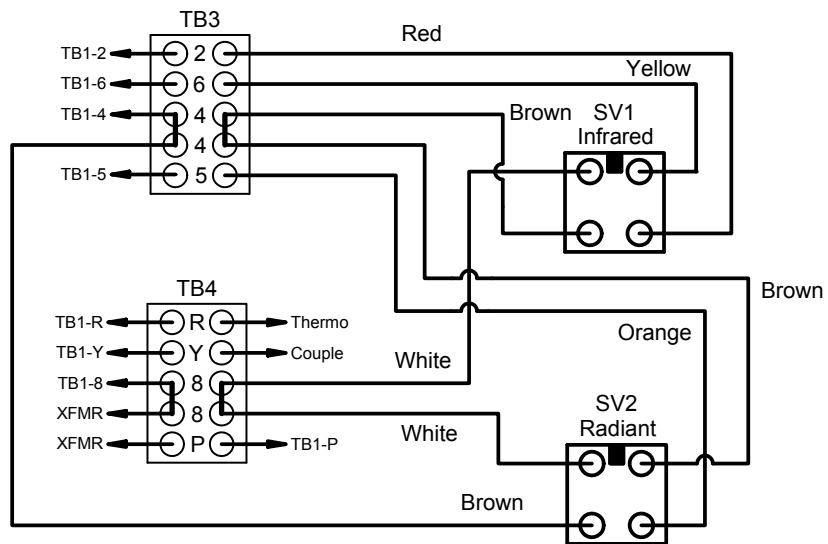 TB3
Red
TB1-2 2
Yellow
TB1-6 6
TB1-4 4
Brown
SV1
Infrared
4
TB1-5 5
TB4
Brown
TB1-R R Thermo
Orange
TB1-Y Y Couple
White
TB1-8 8
XFMR 8
SV2
Radiant
White
XFMR P TB1-P
Brown